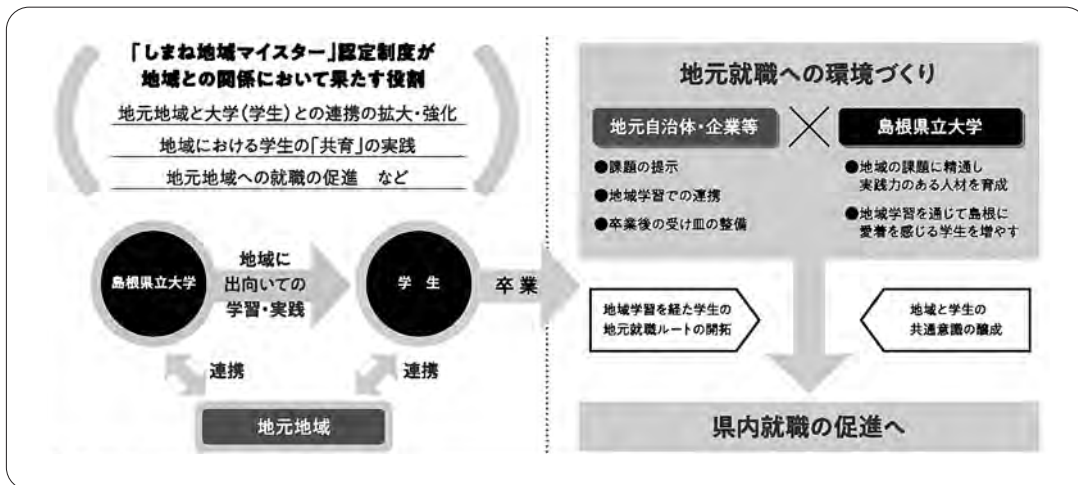 「しまね地域マイスター」認定制度が
地域との関係において果たす役割
地元地域と大学(学生)との連携の拡大・強化
地域における学生の「共育」の実践
地元地域への就職の促進　など
島根県立大学
地域に
出向いての
学習・実践
学 生
卒 業
連携
連携
地元地域
地元就職への環境づくり
地元自治体・企業等
島根県立大学
●課題の提示
●地域学習での連携
●卒業後の受け皿の整備
●地域の課題に精通し
実践力のある人材を育成
●地域学習を通じて島根に
愛着を感じる学生を増やす
地域学習を経た学生の
地元就職ルートの開拓
地域と学生の
共通意識の醸成
県内就職の促進へ